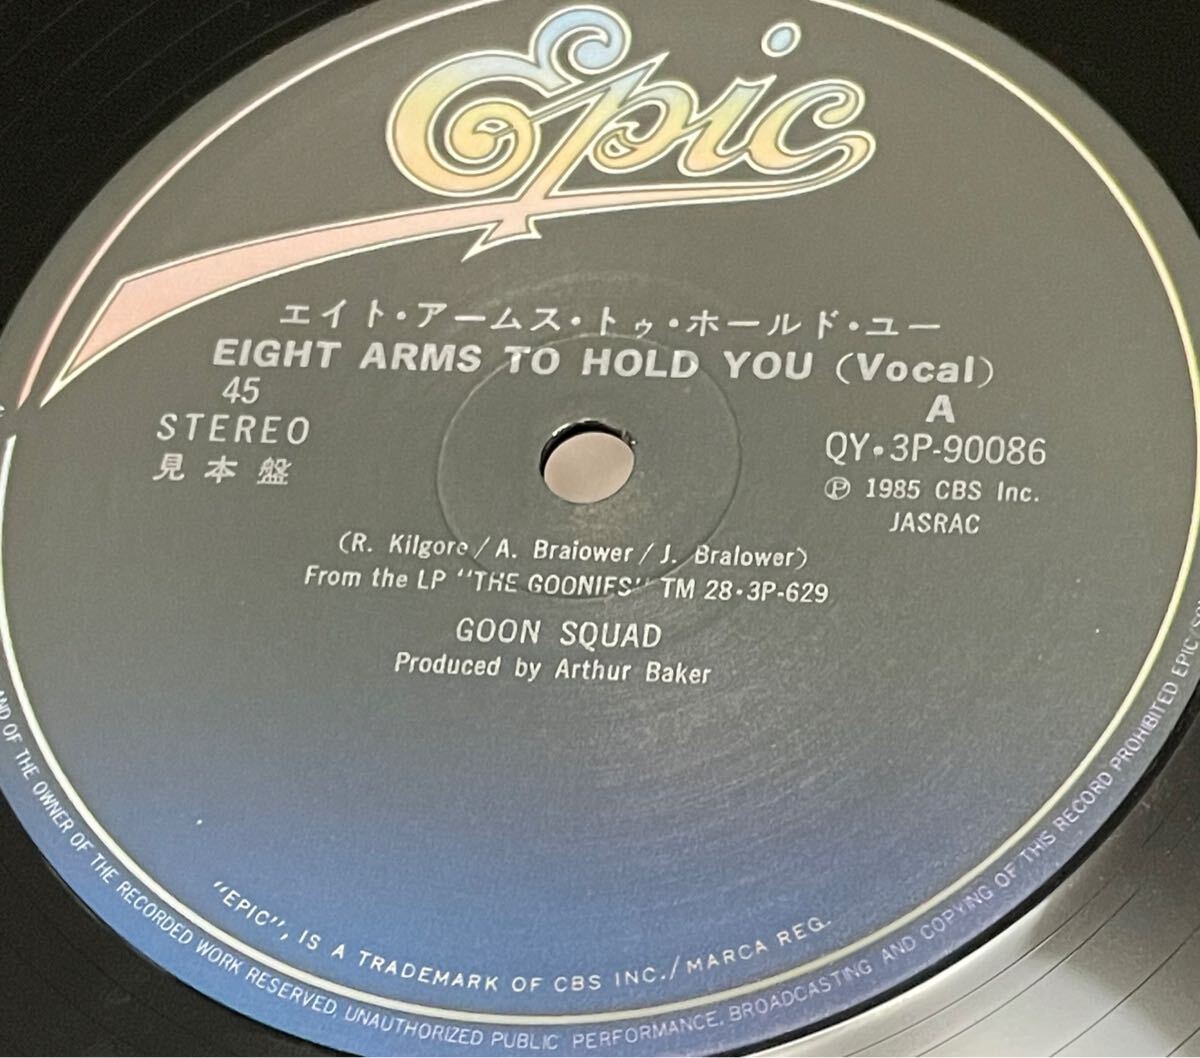 Epic
エイト・アームス・トゥ・ホールド・ユー
EIGHT ARMS TO HOLD YOU (Vocal)
45
STEREO
見本盤
A
QY・3P-90086
Ⓟ 1985 CBS Inc.
JASRAC
(R. Kilgore / A. Bralower / J. Bralower)
From the LP "THE GOONIES" TM 28・3P-629
GOON SQUAD
Produced by Arthur Baker
"EPIC", IS A TRADEMARK OF CBS INC./MARCA REG.
AND OF THE OWNER OF THE RECORDED WORK RESERVED, UNAUTHORIZED PUBLIC PERFORMANCE, BROADCASTING AND COPYING OF THIS RECORD PROHIBITED EPIC